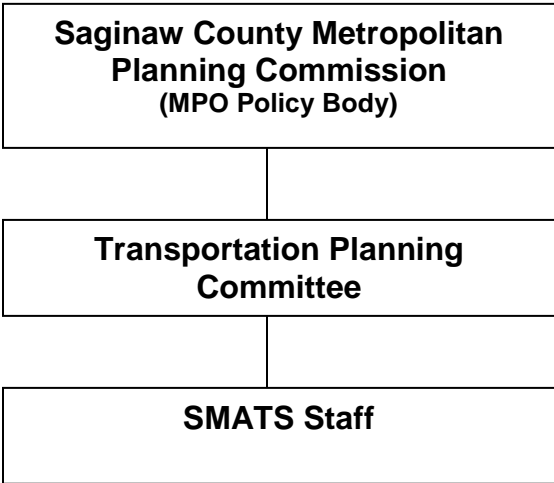 Saginaw County Metropolitan
Planning Commission
(MPO Policy Body)
Transportation Planning
Committee
SMATS Staff